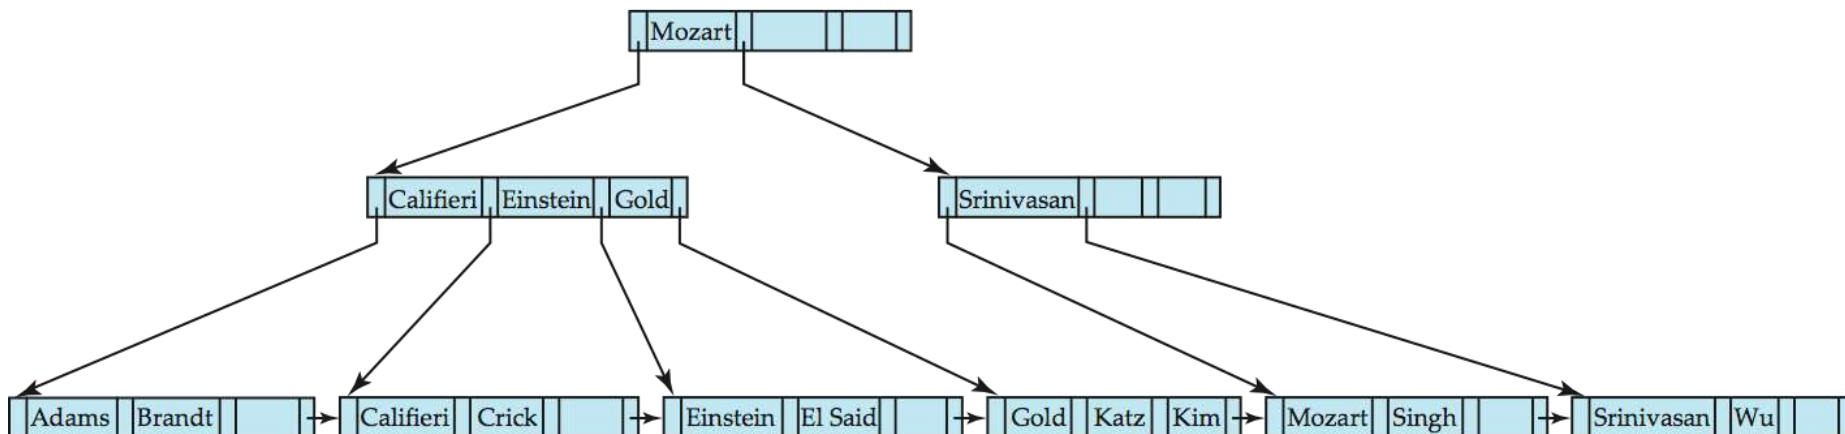 Mozart
Califieri Einstein Gold Srinivasan
Adams Brandt Califieri Crick Einstein El Said Gold Katz Kim Mozart Singh Srinivasan Wu